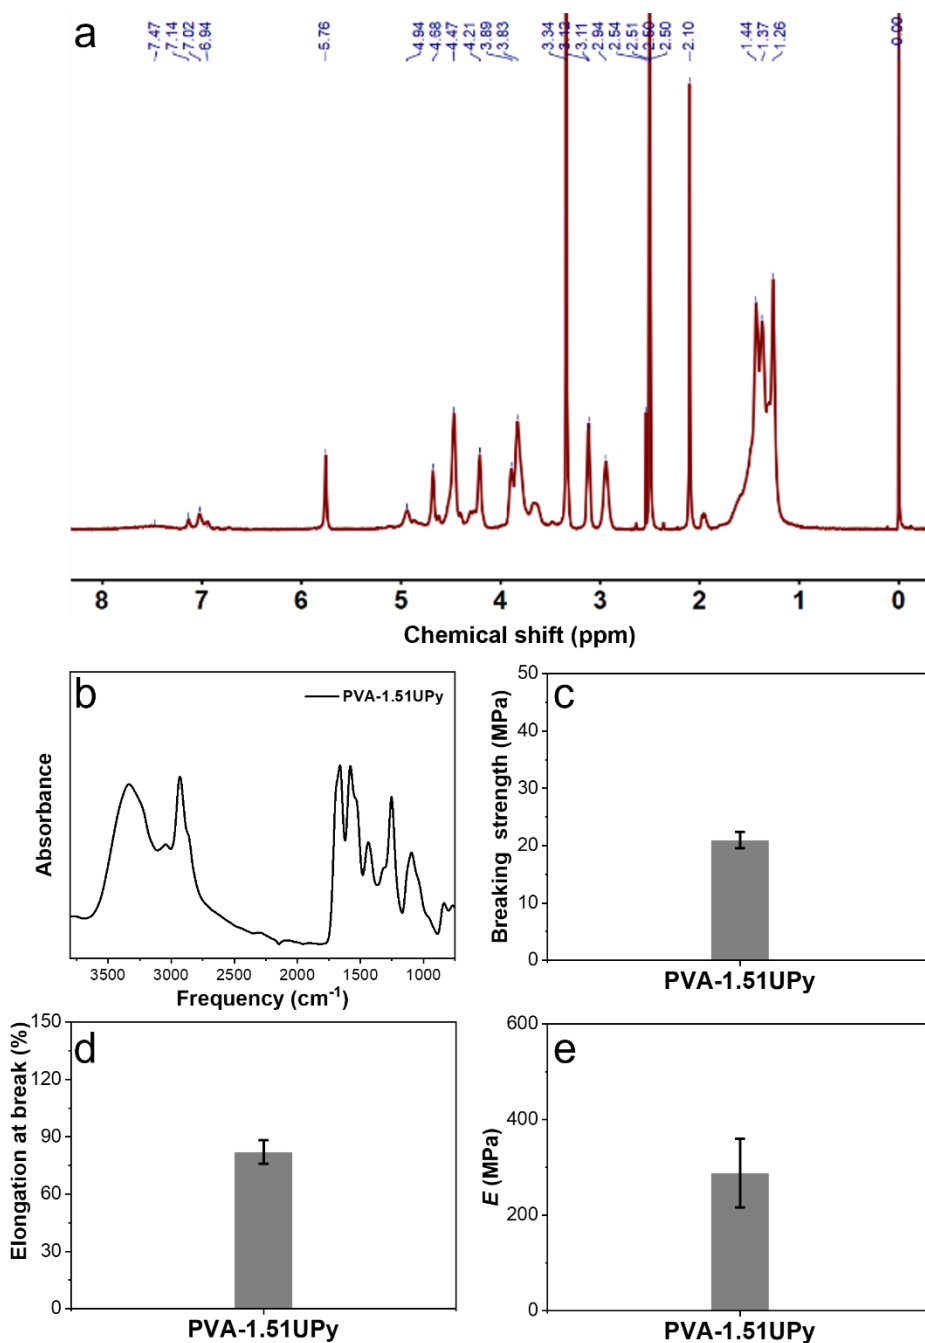 a
7.47
7.14
7.02
6.94
5.76
4.94
4.68
4.47
4.21
3.89
3.83
3.34
3.12
3.11
2.94
2.54
2.51
2.50
2.50
2.10
1.44
1.37
1.26
0.00
8 7 6 5 4 3 2 1 0
Chemical shift (ppm)
b
PVA-1.51UPy
Absorbance
3500 3000 2500 2000 1500 1000
Frequency (cm⁻¹)
c
Breaking strength (MPa)
50
40
30
20
10
0
PVA-1.51UPy
d
Elongation at break (%)
150
120
90
60
30
0
PVA-1.51UPy
e
E (MPa)
600
400
200
0
PVA-1.51UPy